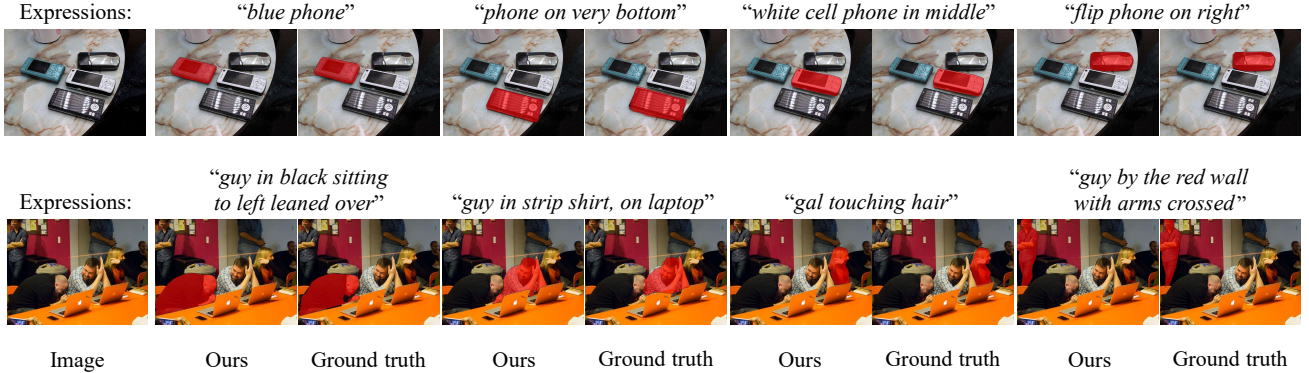 Expressions: “blue phone” “phone on very bottom” “white cell phone in middle” “flip phone on right”
Expressions: “guy in black sitting
to left leaned over” “guy in strip shirt, on laptop” “gal touching hair” “guy by the red wall
with arms crossed”
Image Ours Ground truth Ours Ground truth Ours Ground truth Ours Ground truth